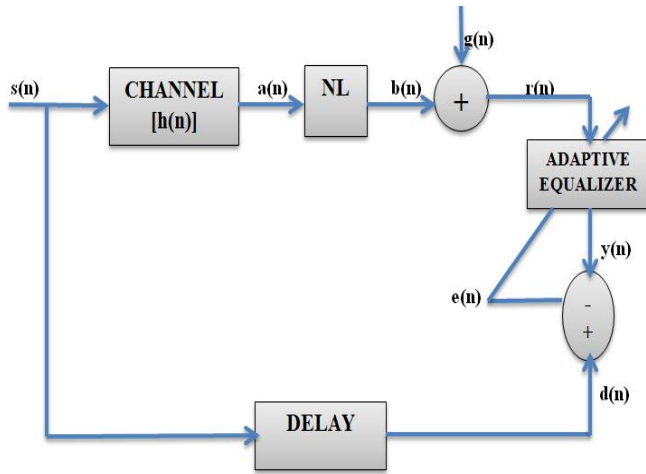 g(n)
s(n)
CHANNEL
[h(n)]
a(n)
NL
b(n)
+
r(n)
ADAPTIVE
EQUALIZER
y(n)
e(n)
-
+
d(n)
DELAY